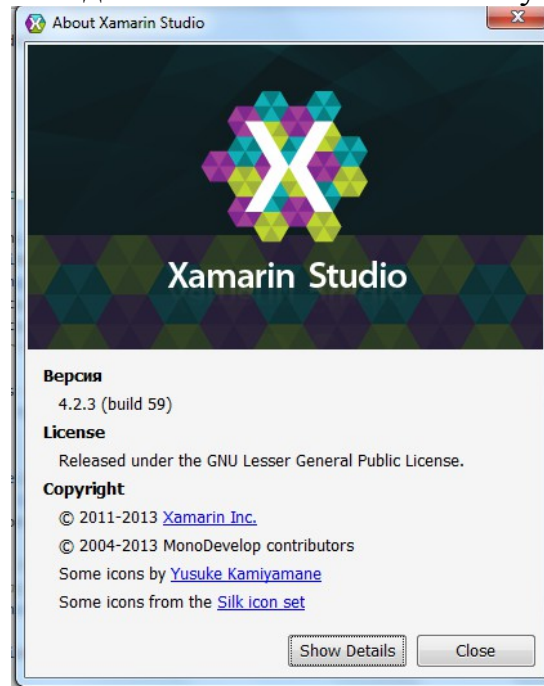 About Xamarin Studio
Xamarin Studio
Версия
4.2.3 (build 59)
License
Released under the GNU Lesser General Public License.
Copyright
© 2011-2013 Xamarin Inc.
© 2004-2013 MonoDevelop contributors
Some icons by Yusuke Kamiyamane
Some icons from the Silk icon set
Show Details Close